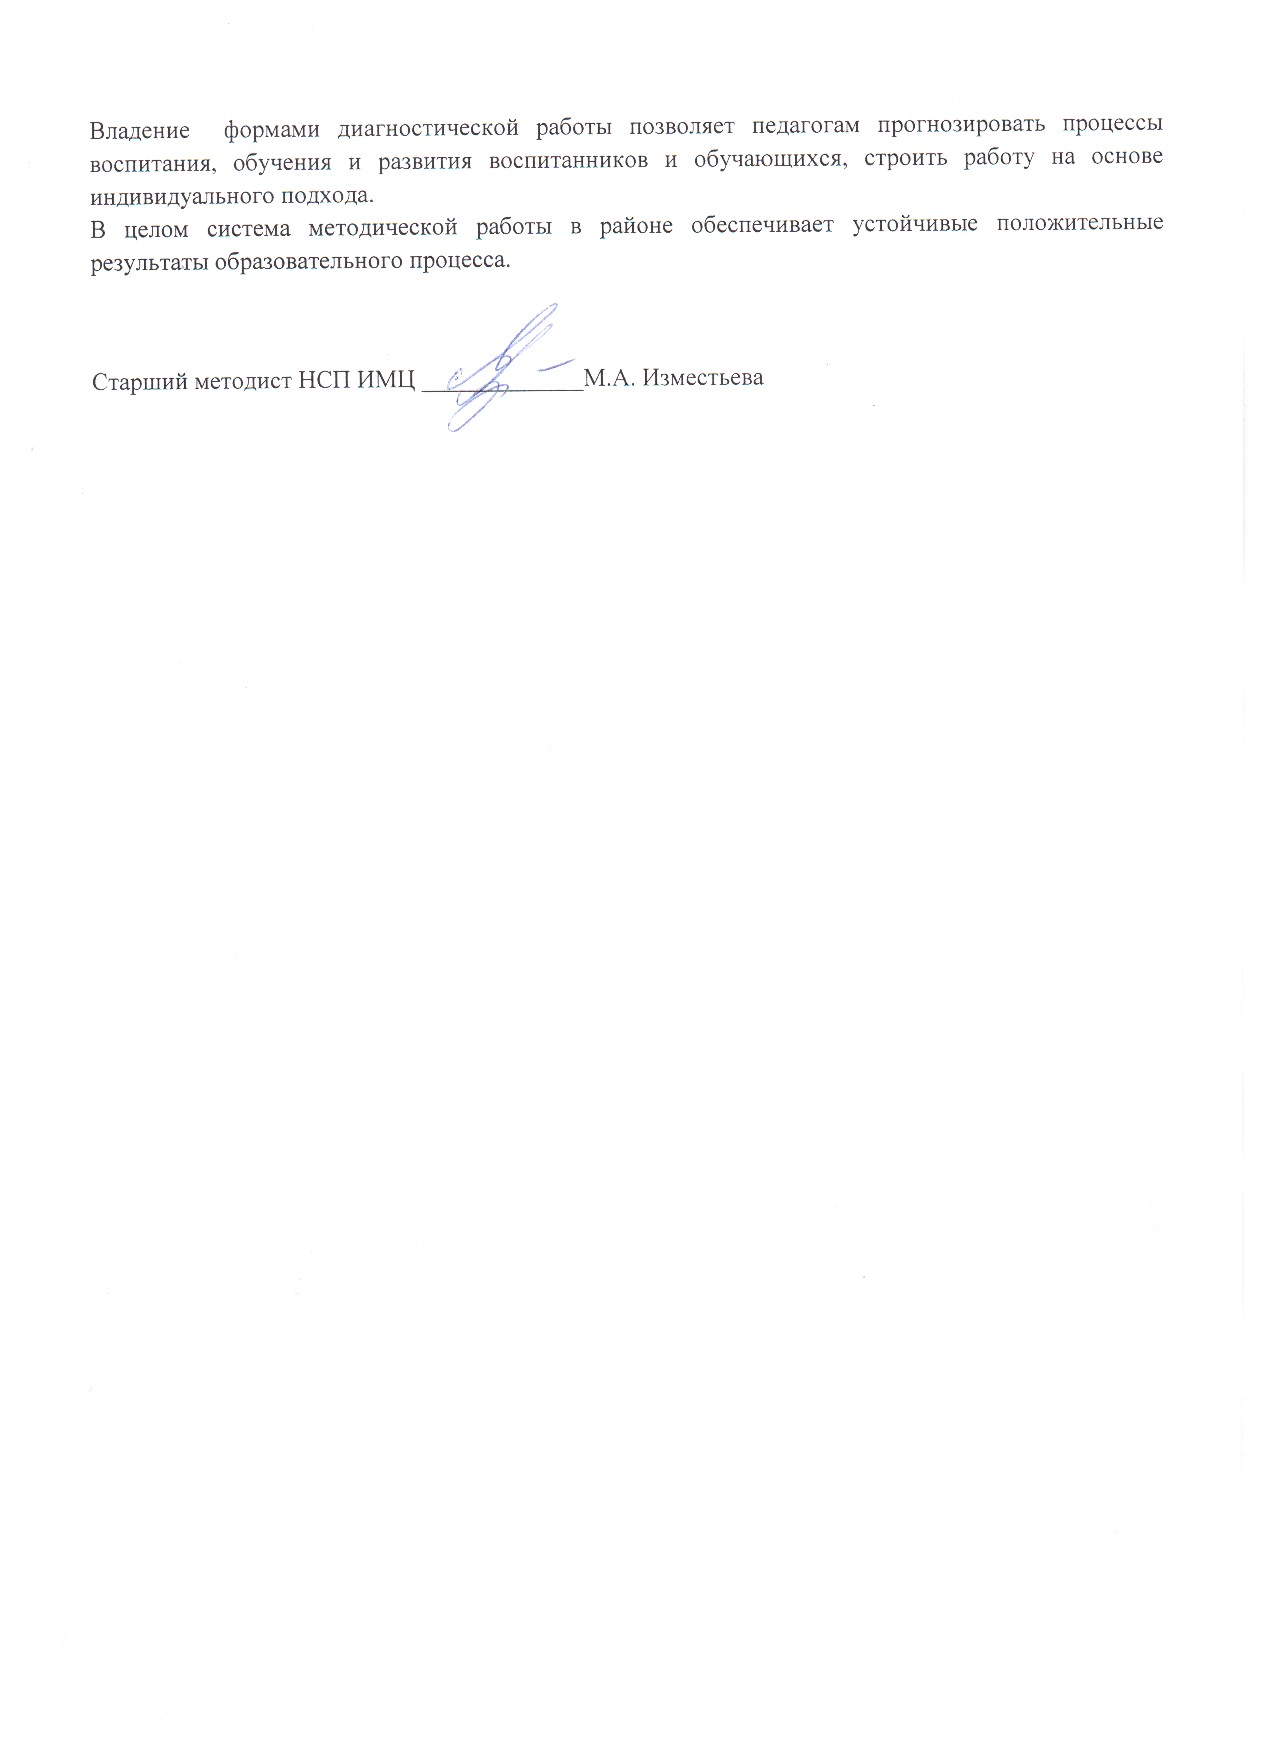 Владение формами диагностической работы позволяет педагогам прогнозировать процессы
воспитания, обучения и развития воспитанников и обучающихся, строить работу на основе
индивидуального подхода.
В целом система методической работы в районе обеспечивает устойчивые положительные
результаты образовательного процесса.
Старший методист НСП ИМЦ _____________М.А. Изместьева